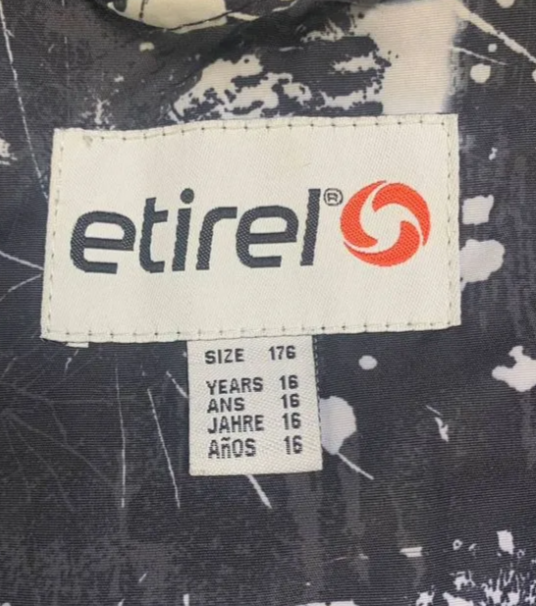 etirel®
SIZE 176
YEARS 16
ANS 16
JAHRE 16
AñOS 16